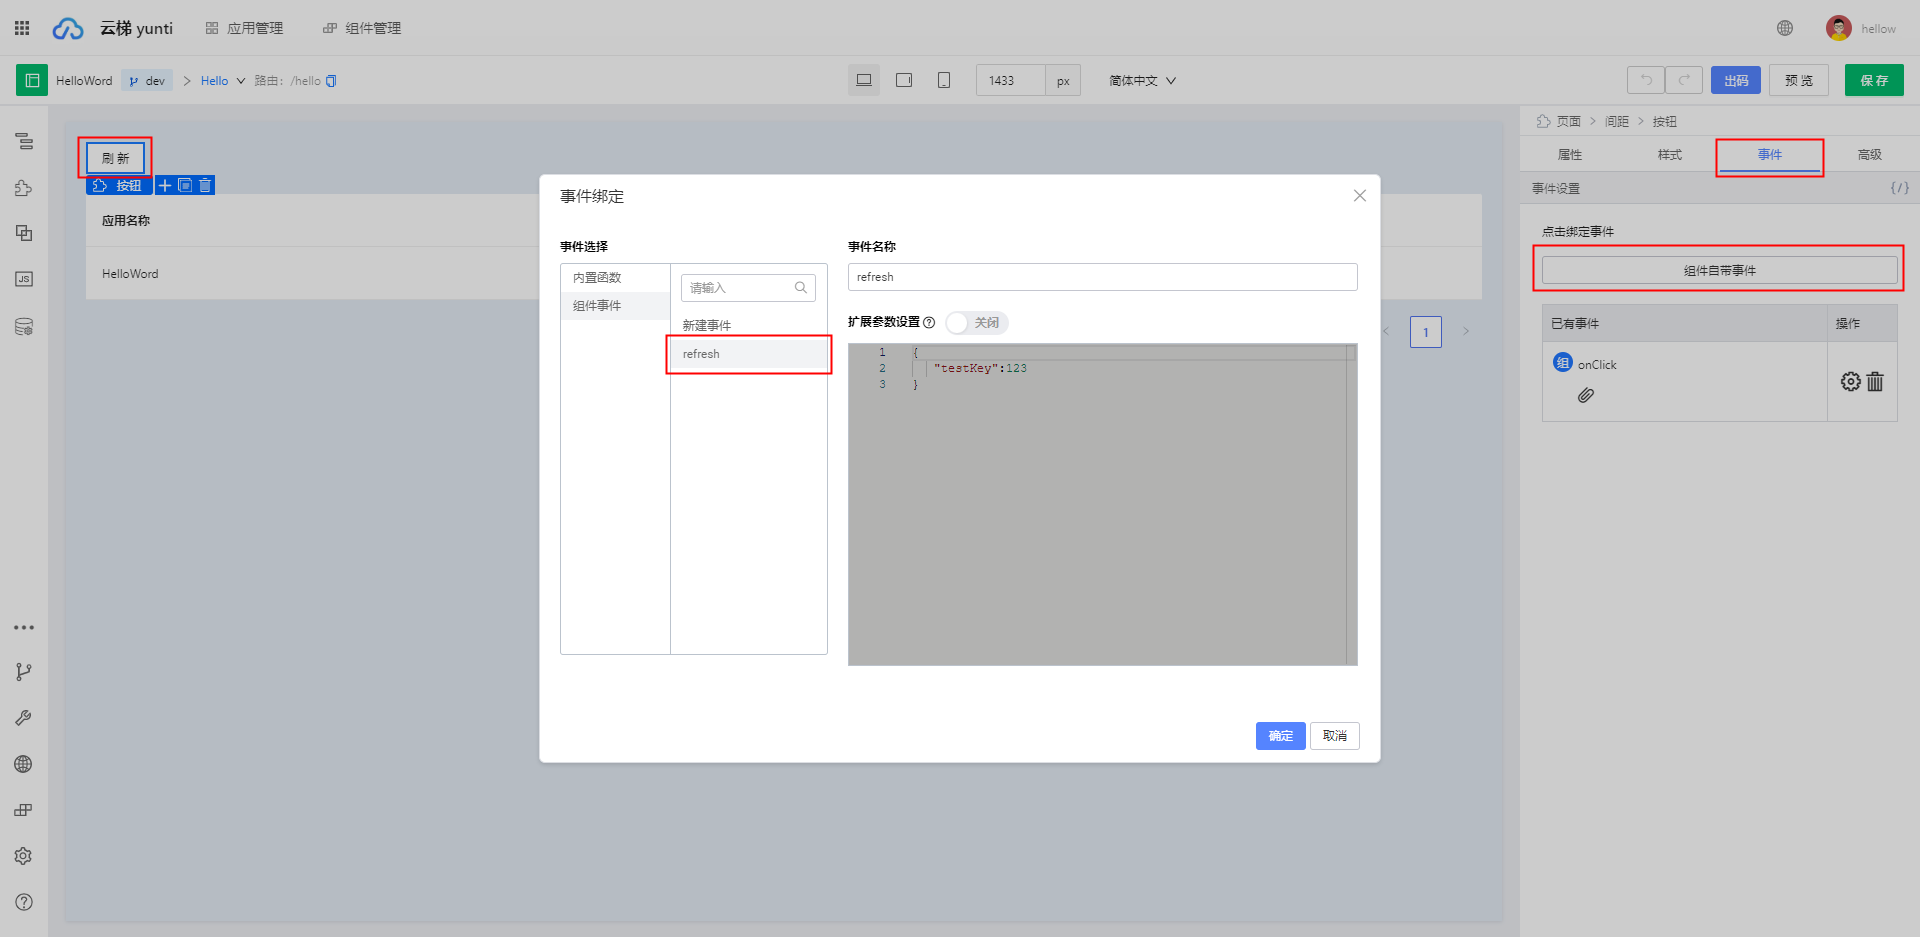 云梯 yunti 应用管理 组件管理 hellow
HelloWord dev > Hello 路由: /hello 1433 px 简体中文 出码 预 览 保 存
页面 > 间距 > 按钮
属性 样式 事件 高级
事件设置 {/}
点击绑定事件
组件自带事件
已有事件 操作
组 onClick
刷 新
按钮
应用名称
HelloWord
1
JS
事件绑定
事件选择
内置函数
组件事件
请输入
新建事件
refresh
事件名称
refresh
扩展参数设置 关闭
1 {
2 "testKey":123
3 }
确定 取消